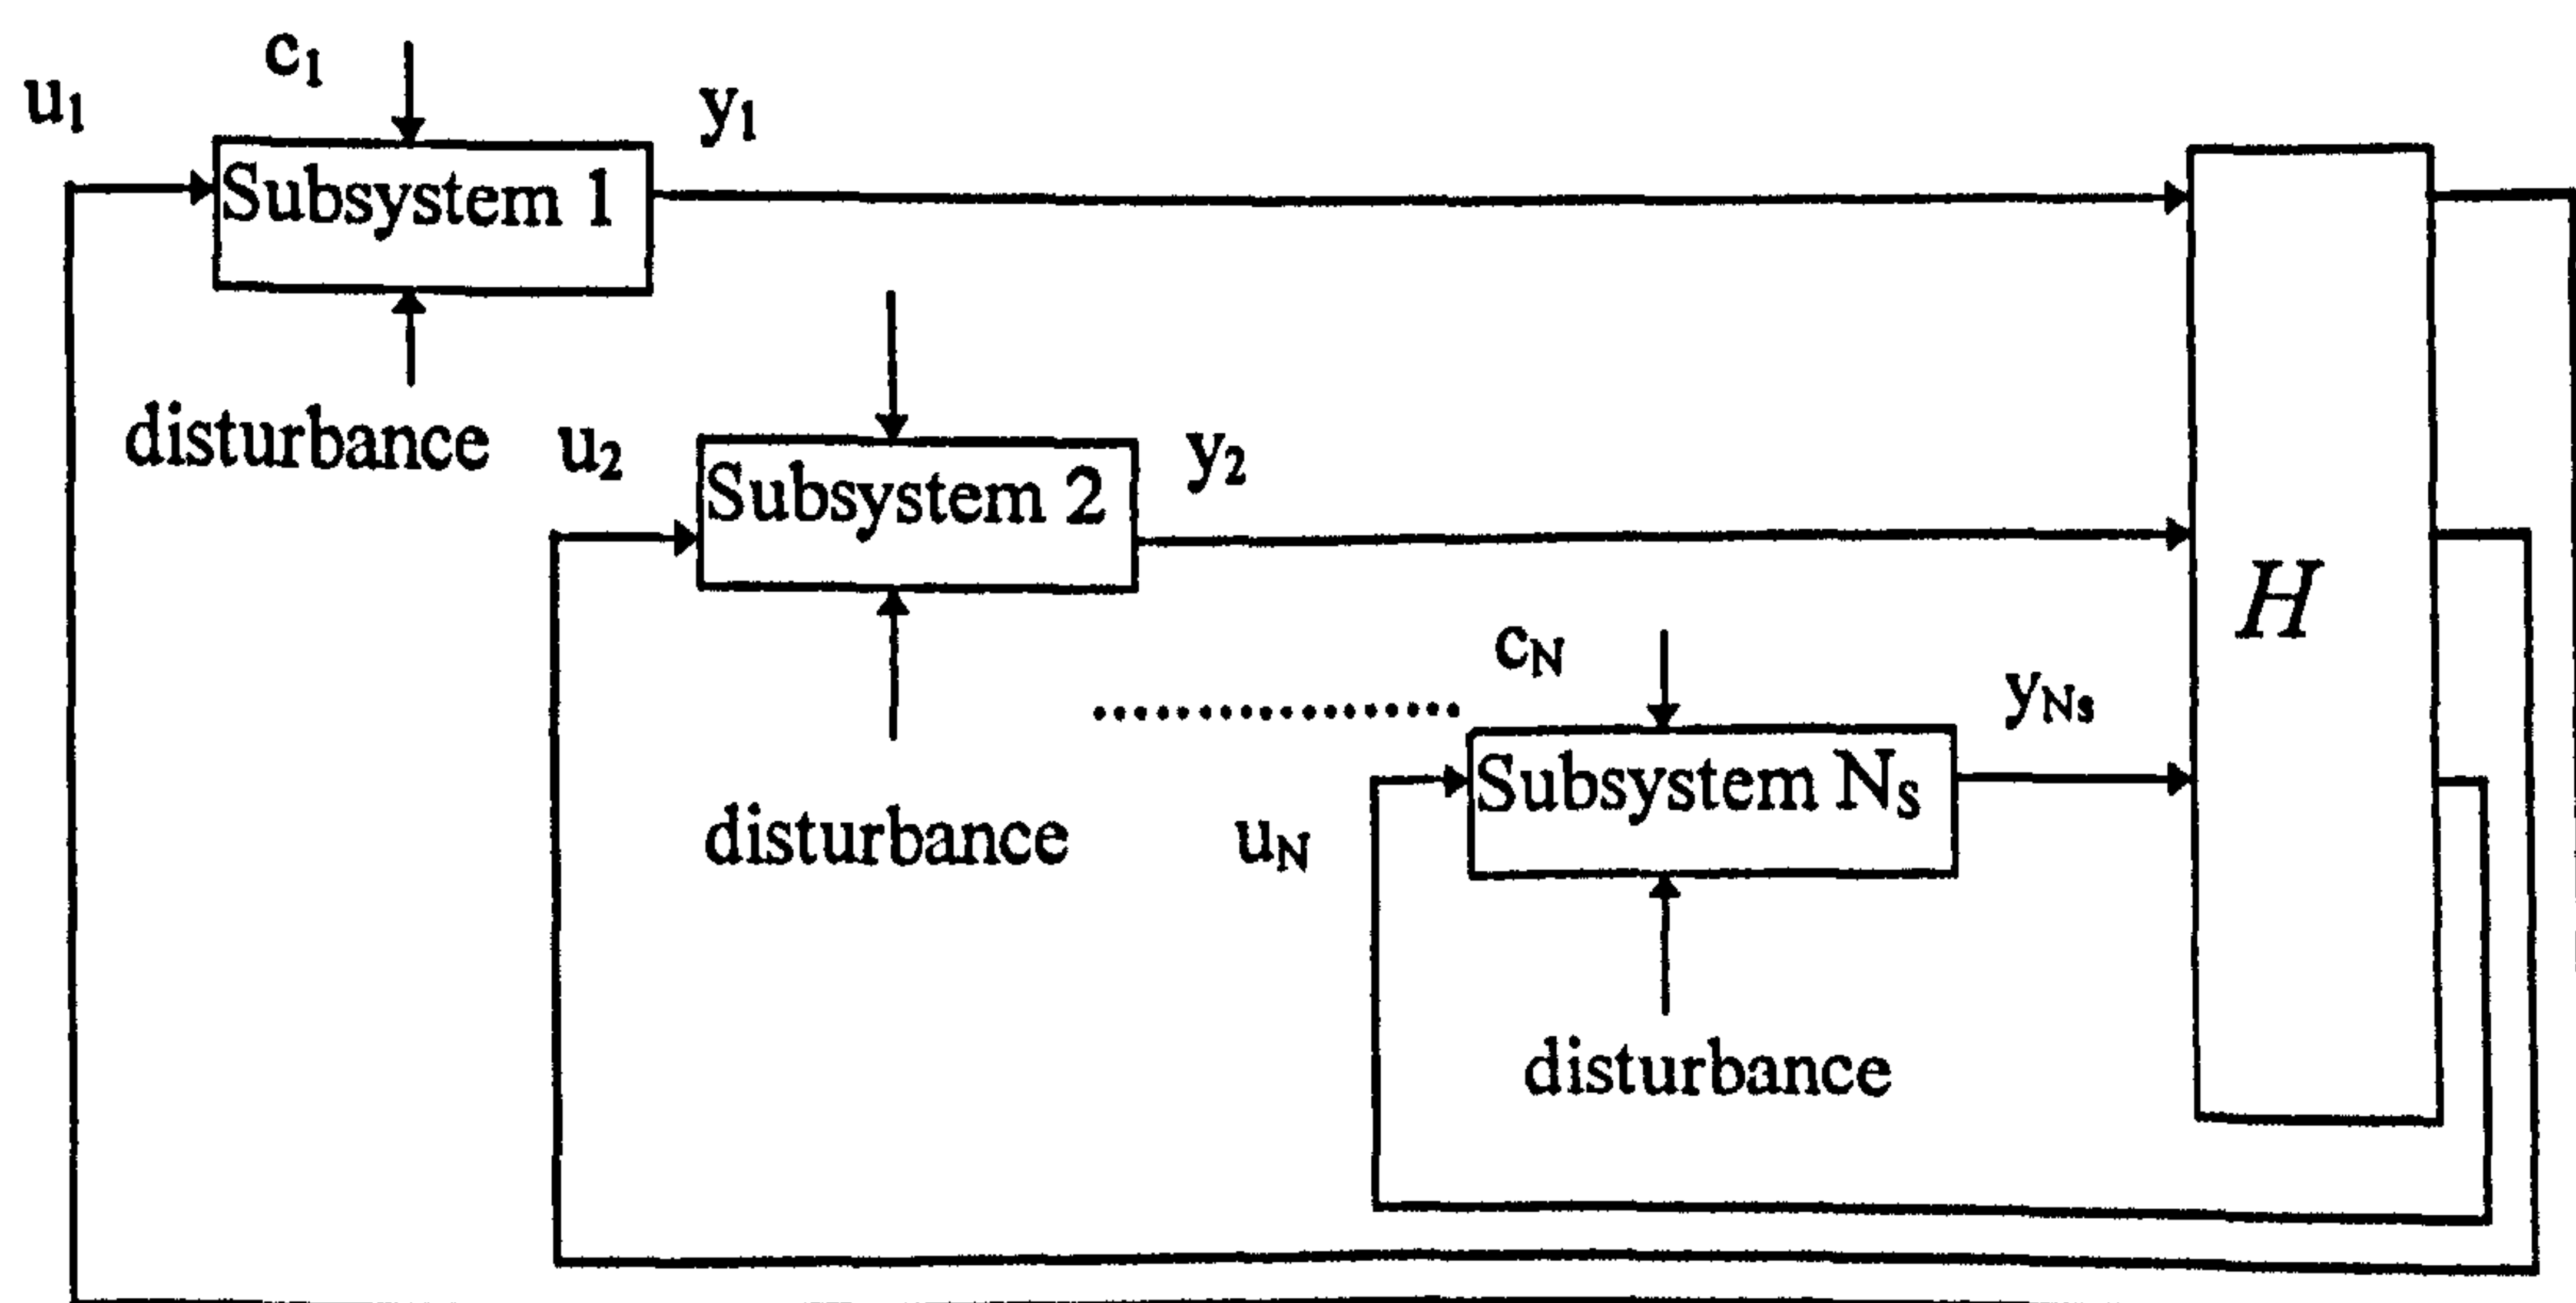 c₁
u₁
y₁
Subsystem 1
disturbance
u₂
y₂
Subsystem 2
H
c_N
y_Ns
Subsystem N_S
disturbance
u_N
disturbance